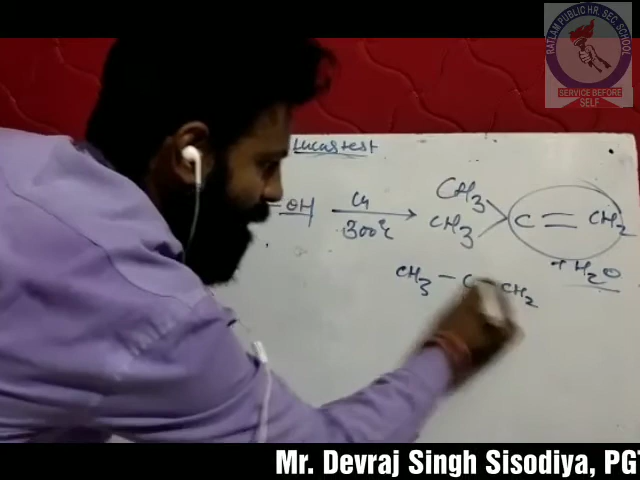 RATLAM PUBLIC HR. SEC. SCHOOL
SERVICE BEFORE
SELF
Lucas test
-OH Cu 300°C CH3 CH3 C = CH2
+ H2O
CH3 - C CH2
Mr. Devraj Singh Sisodiya, PGT